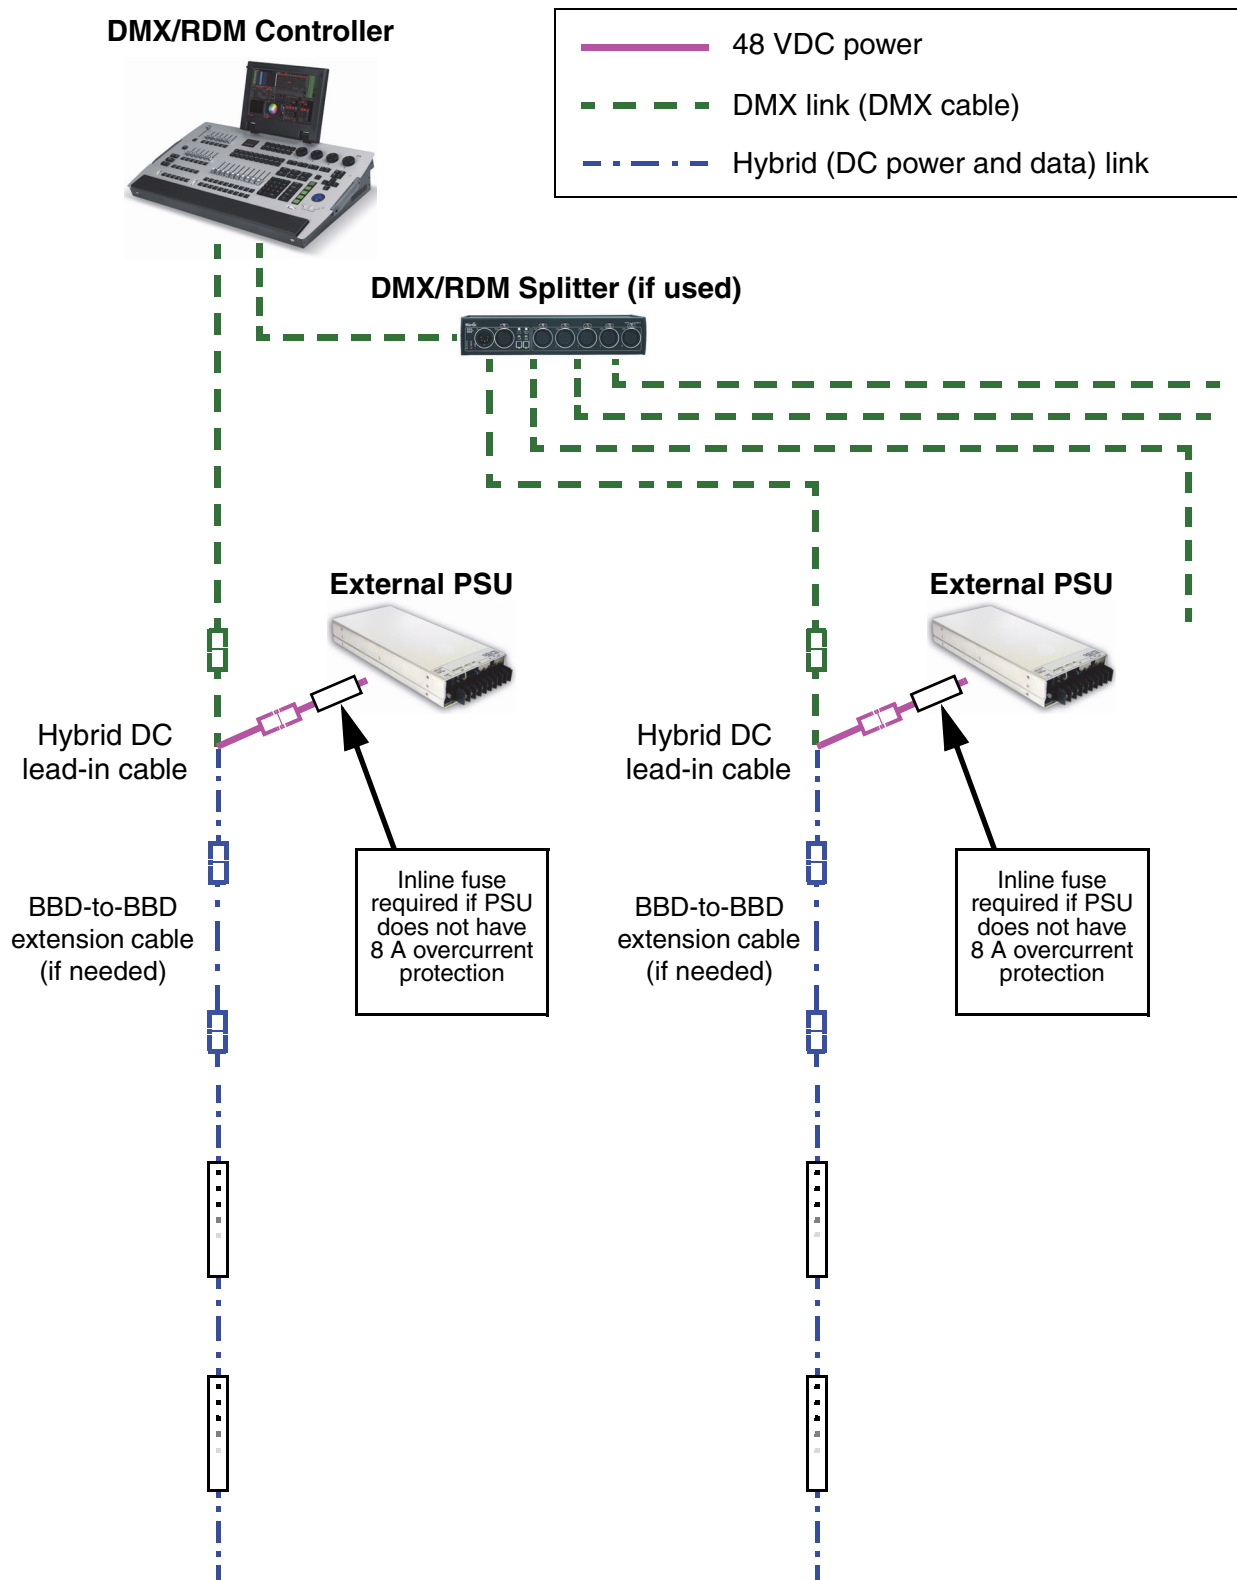 DMX/RDM Controller
48 VDC power
DMX link (DMX cable)
Hybrid (DC power and data) link
DMX/RDM Splitter (if used)
External PSU
External PSU
Hybrid DC
lead-in cable
Hybrid DC
lead-in cable
Inline fuse
required if PSU
does not have
8 A overcurrent
protection
Inline fuse
required if PSU
does not have
8 A overcurrent
protection
BBD-to-BBD
extension cable
(if needed)
BBD-to-BBD
extension cable
(if needed)